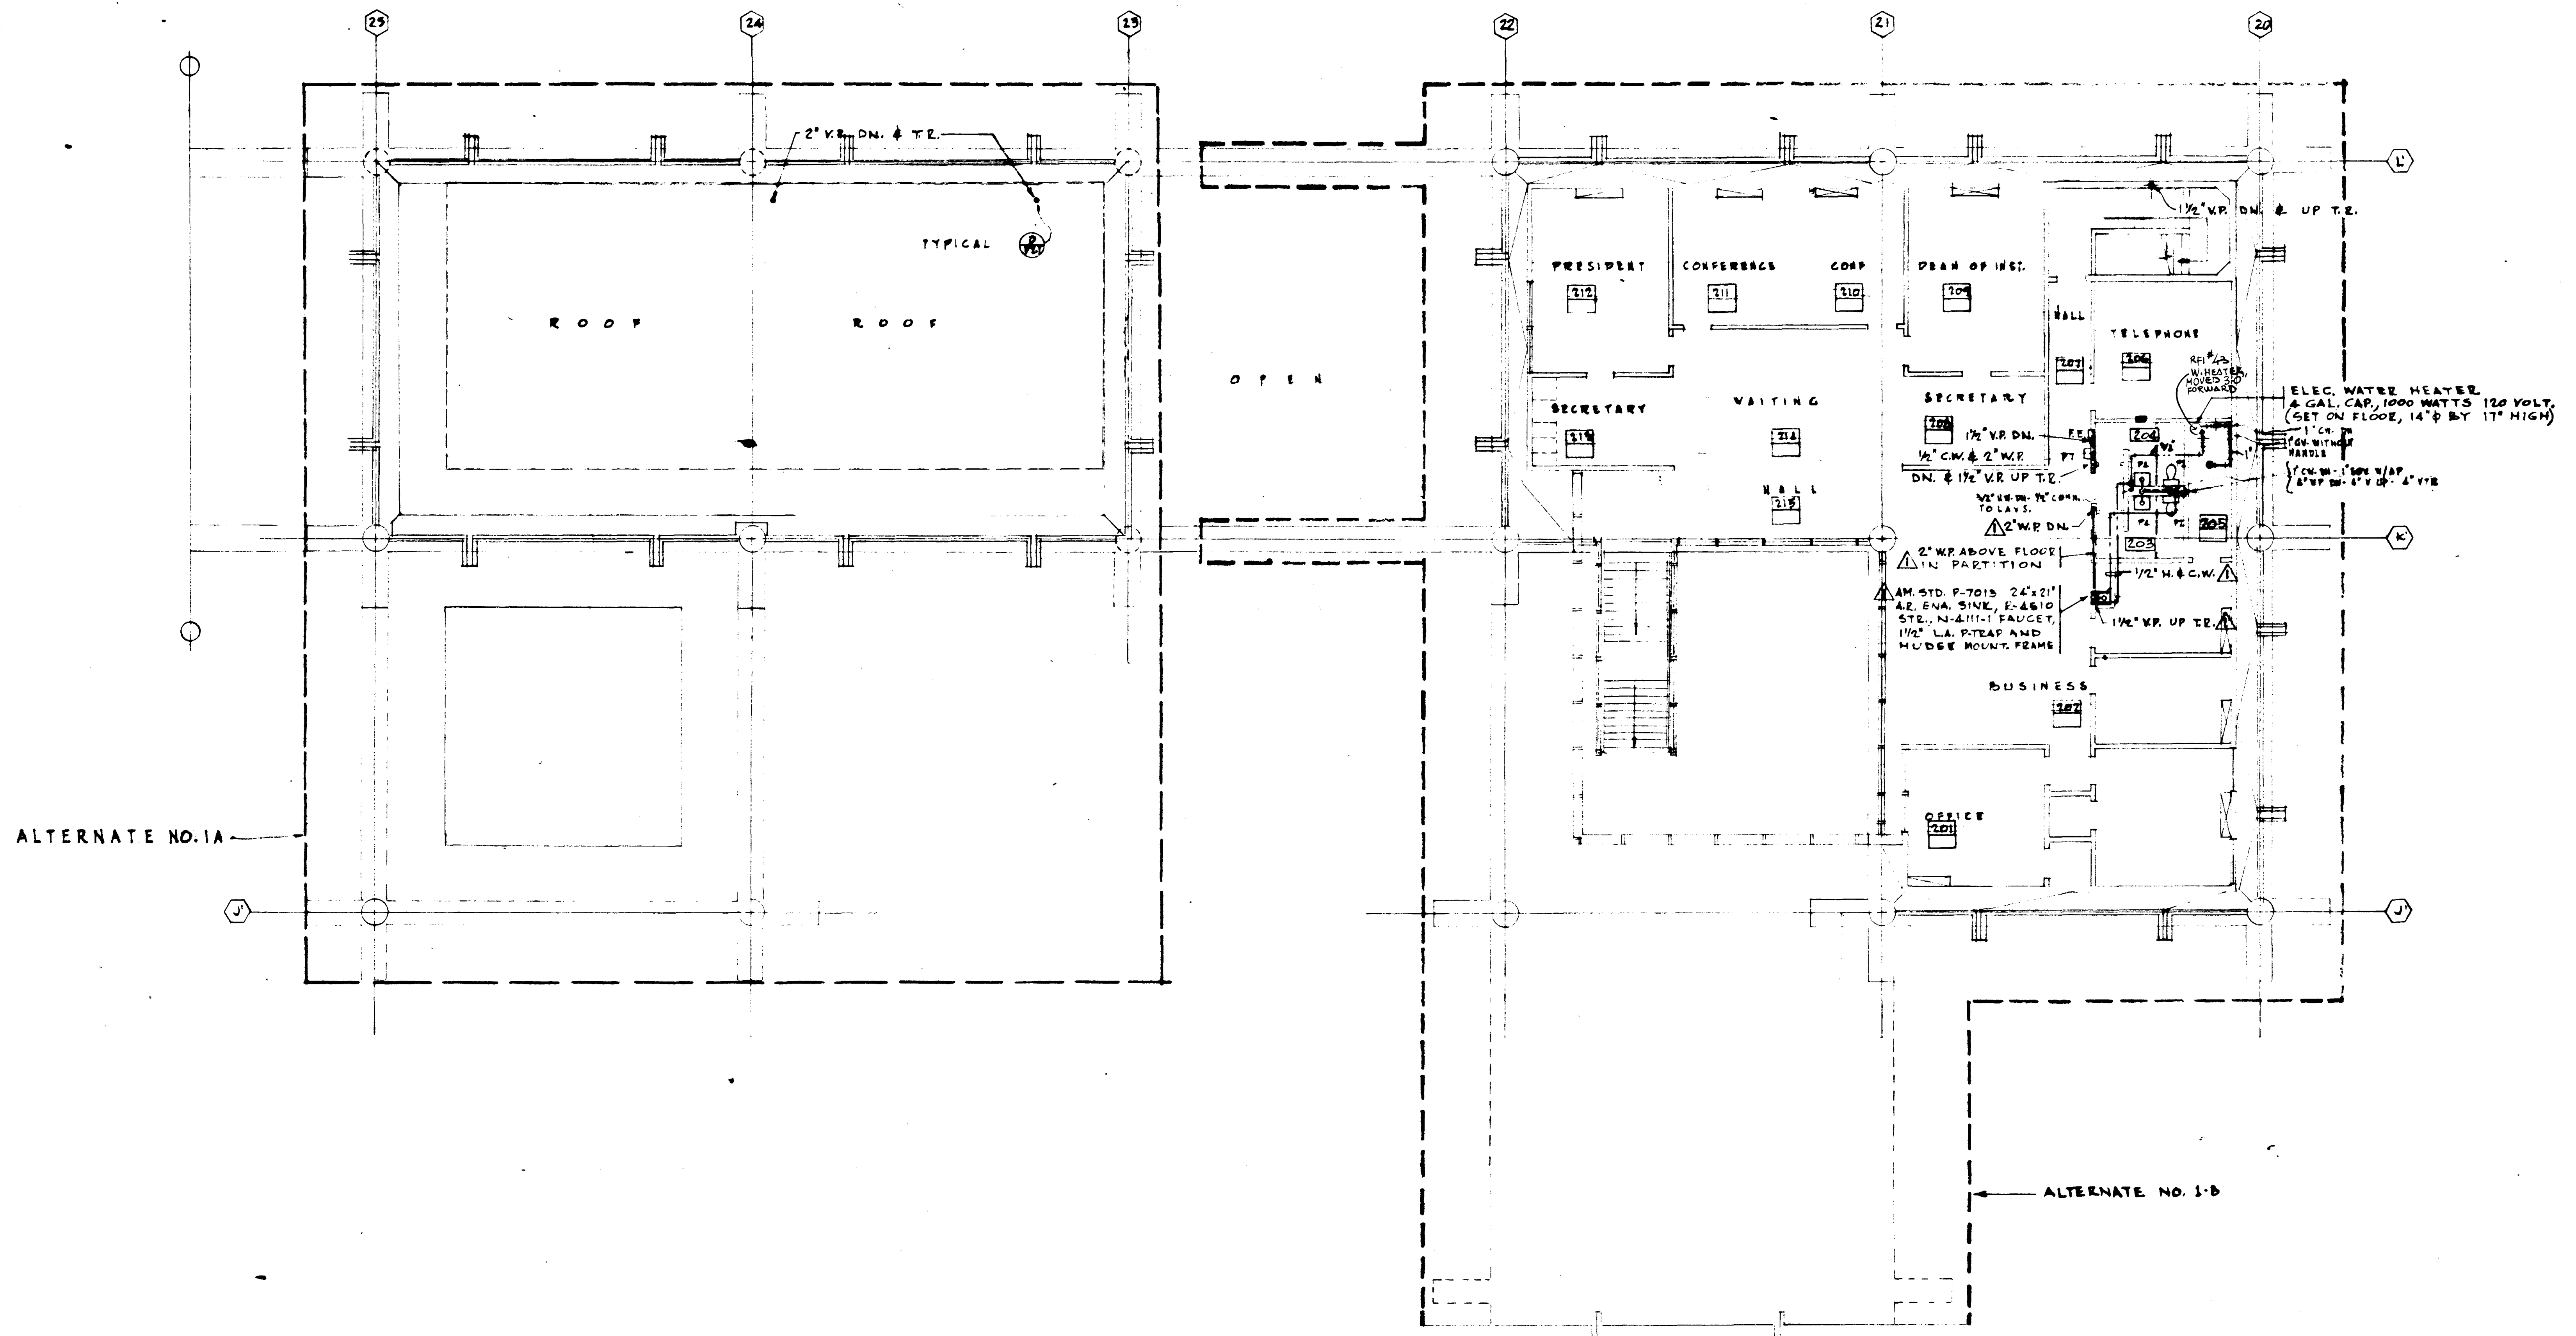 25
24
23
22
21
20
2" V.P. DN. & T.R.
L'
1½" V.P. DN. & UP T.R.
TYPICAL
PRESIDENT
212
CONFERENCE
211
CONF
210
DEAN OF INST.
209
HALL
207
TELEPHONE
206
ROOF
ROOF
OPEN
RFI #43
W. HEATER
MOVED 3'0
FORWARD
ELEC. WATER HEATER
4 GAL. CAP., 1000 WATTS 120 VOLT.
(SET ON FLOOR, 14"φ BY 17" HIGH)
SECRETARY
213
WAITING
214
SECRETARY
208
1½" V.P. DN.
F.E.
204
½" C.W. & 2" W.P.
DN. & 1½" V.P. UP T.R.
1" C.W. DN
WITHOUT
HANDLE
HALL
215
TO LAVS.
2" W.P. DN.
205
203
K'
2" W.P. ABOVE FLOOR
IN PARTITION
1/2" H. & C.W.
AM. STD. P-7013 24"x21"
A.R. ENA. SINK, R-4610
STR., N-4111-1 FAUCET,
1½" L.A. P-TRAP AND
HUDEE MOUNT. FRAME
1½" V.P. UP T.R.
BUSINESS
202
OFFICE
201
ALTERNATE NO. 1A
J'
J'
ALTERNATE NO. 1-B